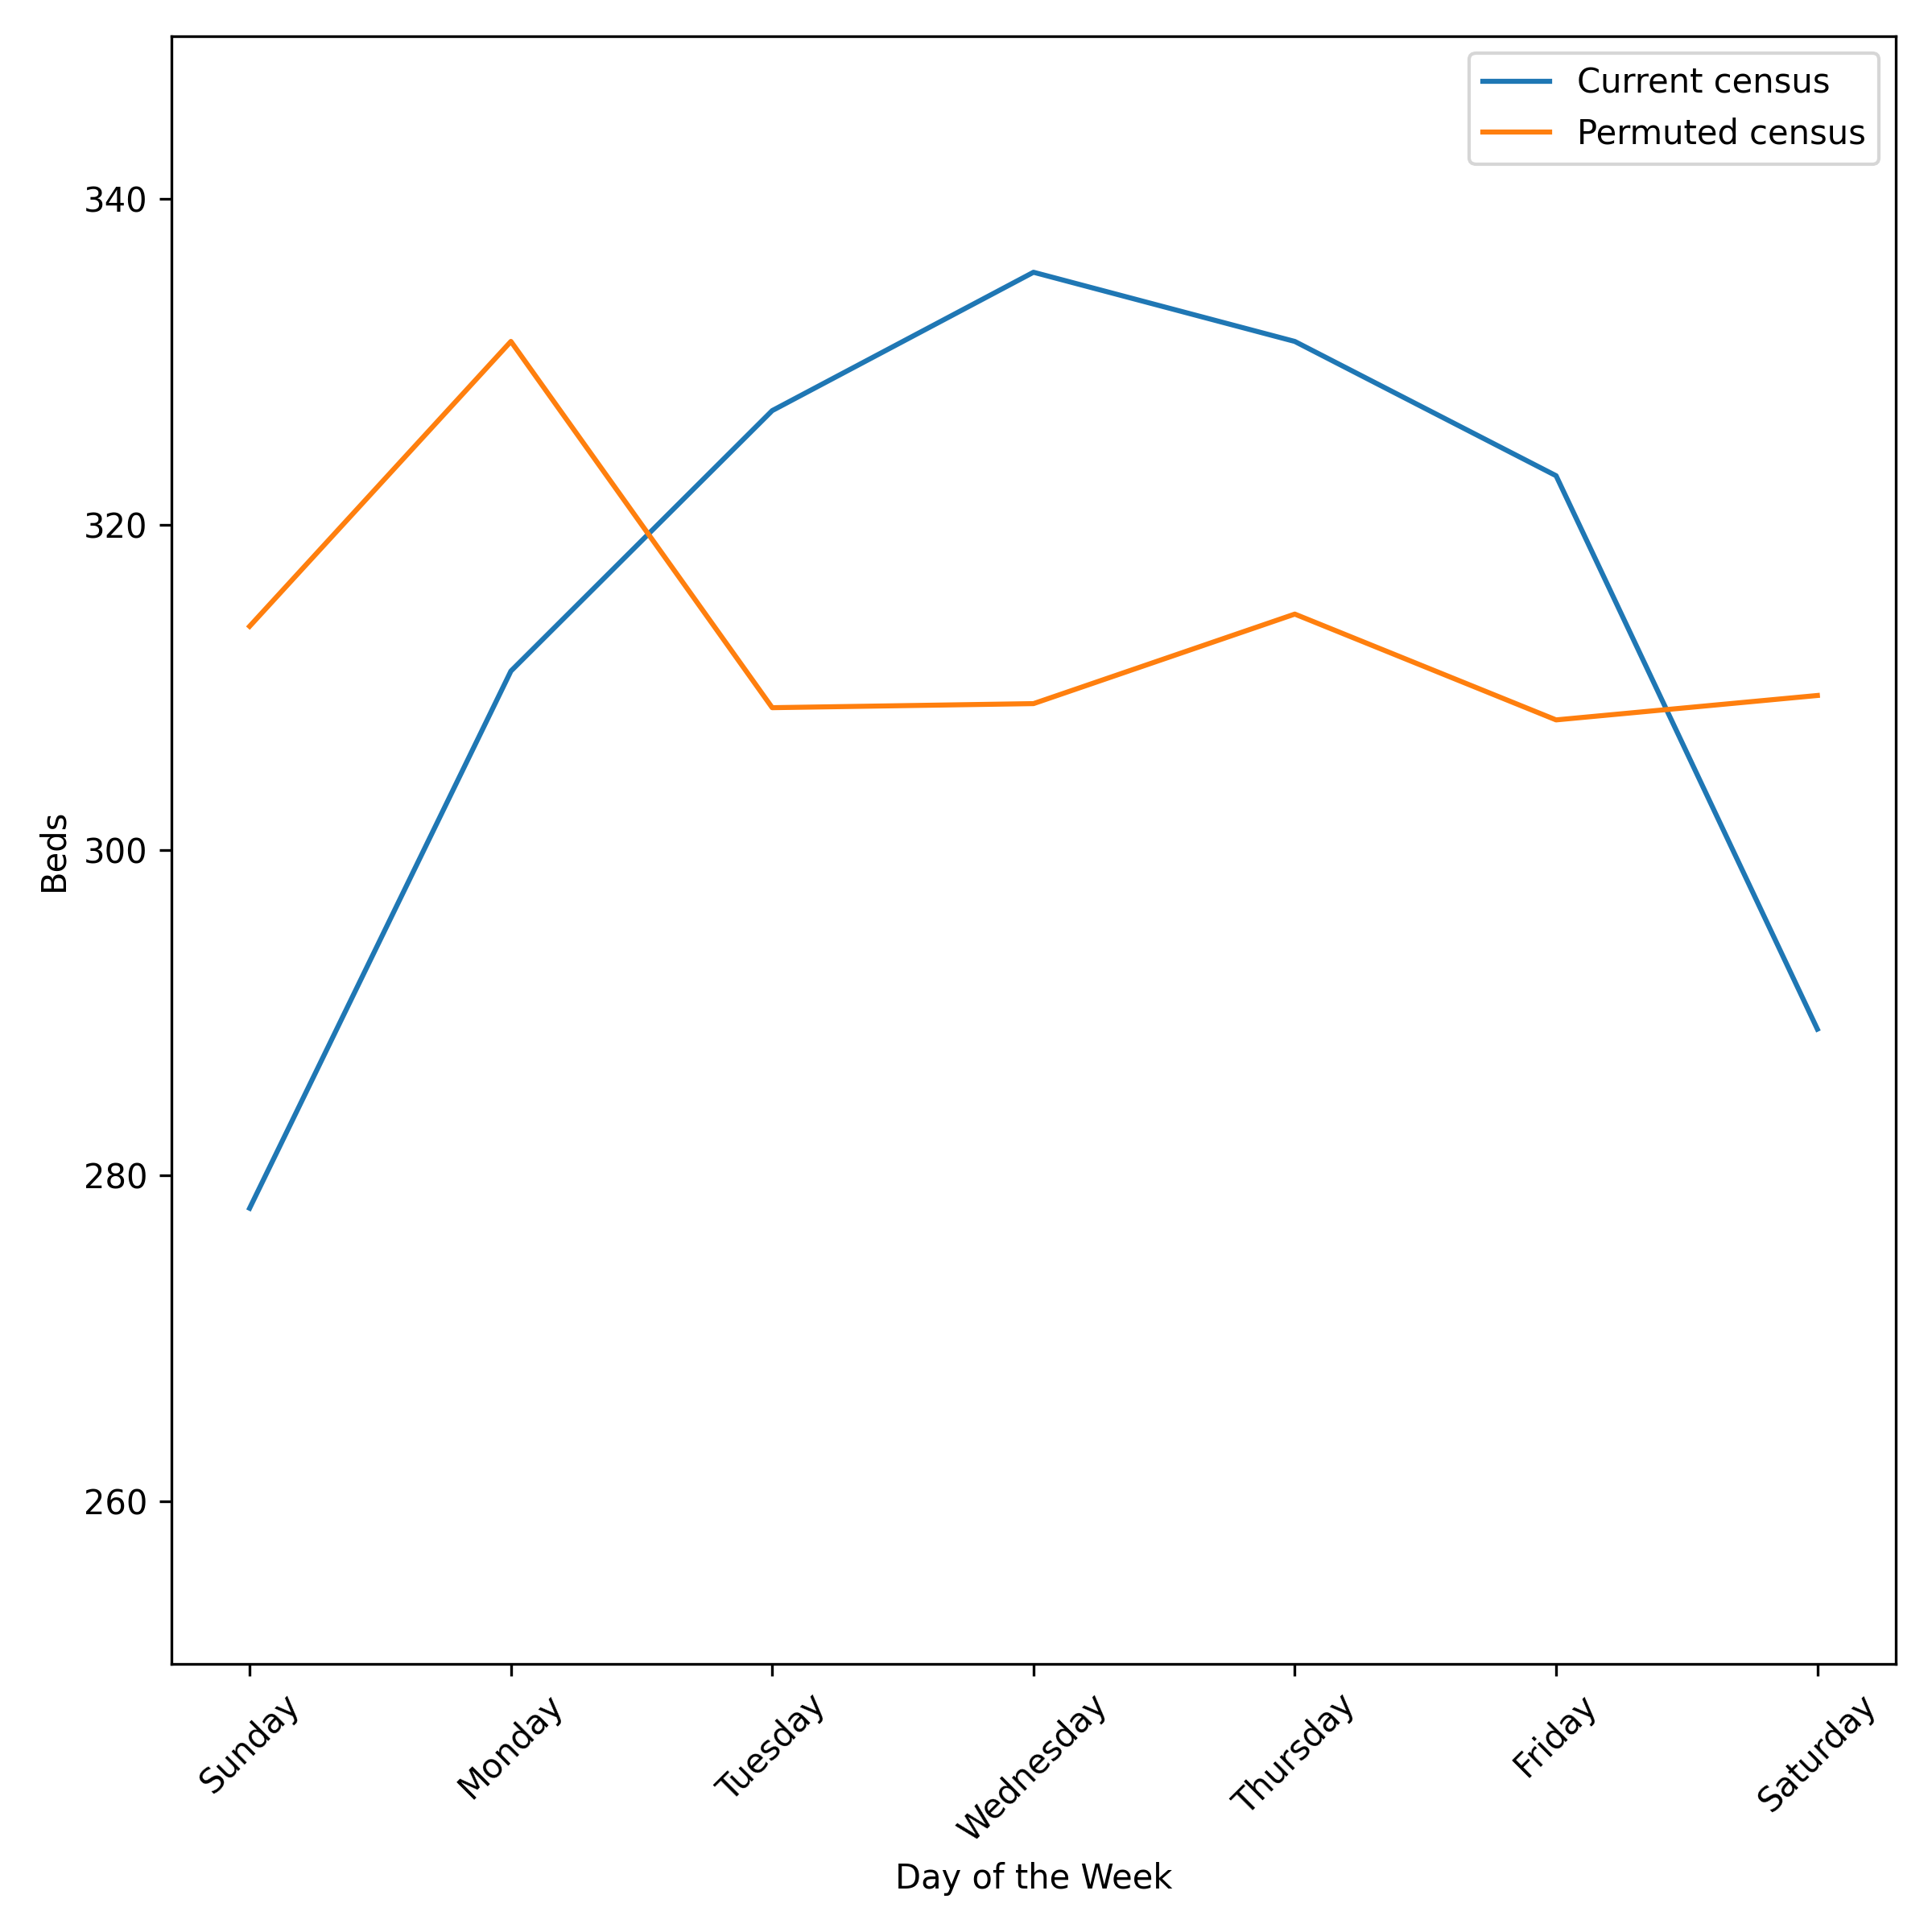 Current census
Permuted census
340
320
300
280
260
Beds
Sunday
Monday
Tuesday
Wednesday
Thursday
Friday
Saturday
Day of the Week